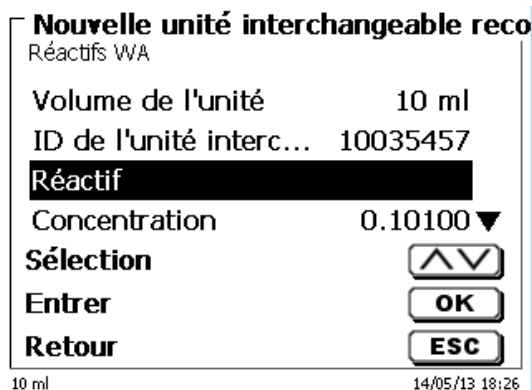 Nouvelle unité interchangeable reco
Réactifs WA
Volume de l'unité 10 ml
ID de l'unité interc... 10035457
Réactif
Concentration 0.10100▼
Sélection
Entrer OK
Retour ESC
10 ml 14/05/13 18:26